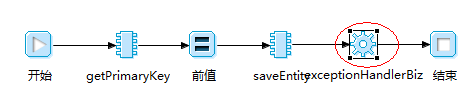 开始
getPrimaryKey
前值
saveEntity
exceptionHandlerBiz
结束